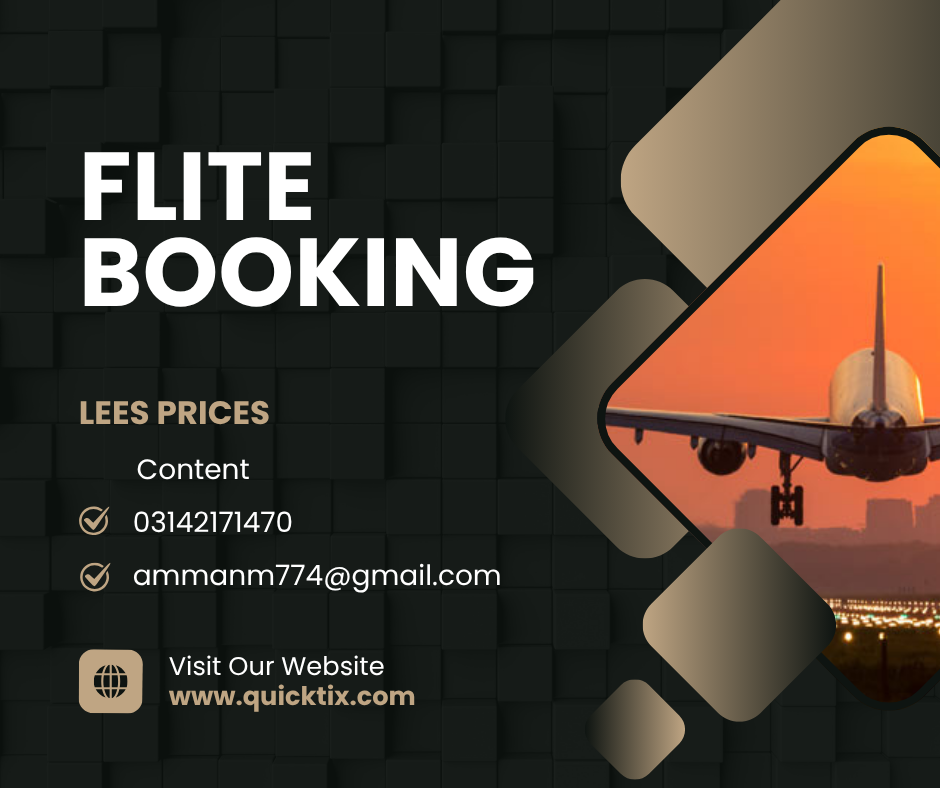 FLITE
BOOKING
LEES PRICES
Content
03142171470
ammanm774@gmail.com
Visit Our Website
www.quicktix.com